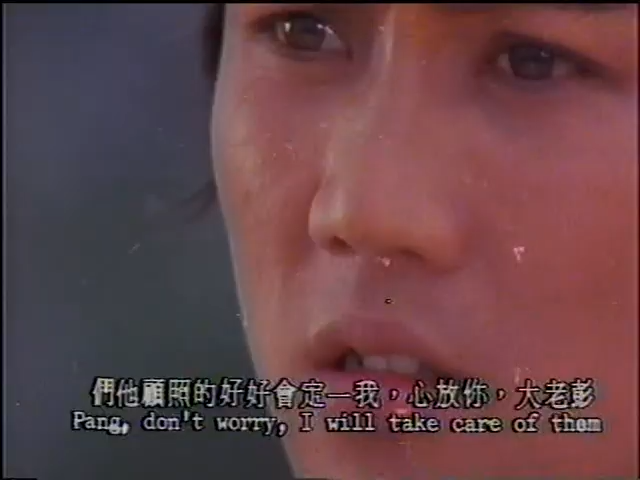 彭老大，你放心，我一定會好好的照顧他們
Pang, don't worry, I will take care of them